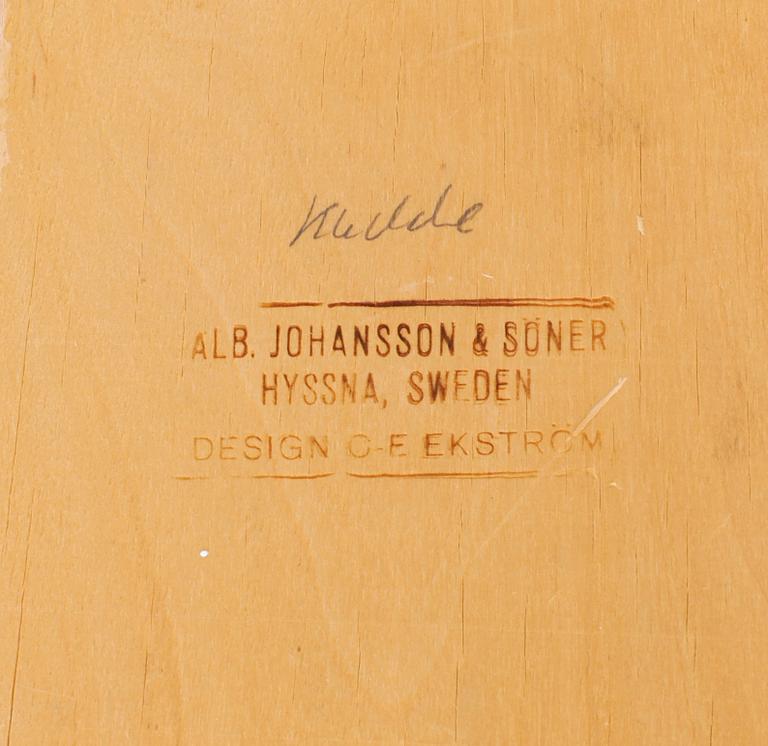 Kudde
ALB. JOHANSSON & SÖNER
HYSSNA, SWEDEN
DESIGN C-E EKSTRÖM